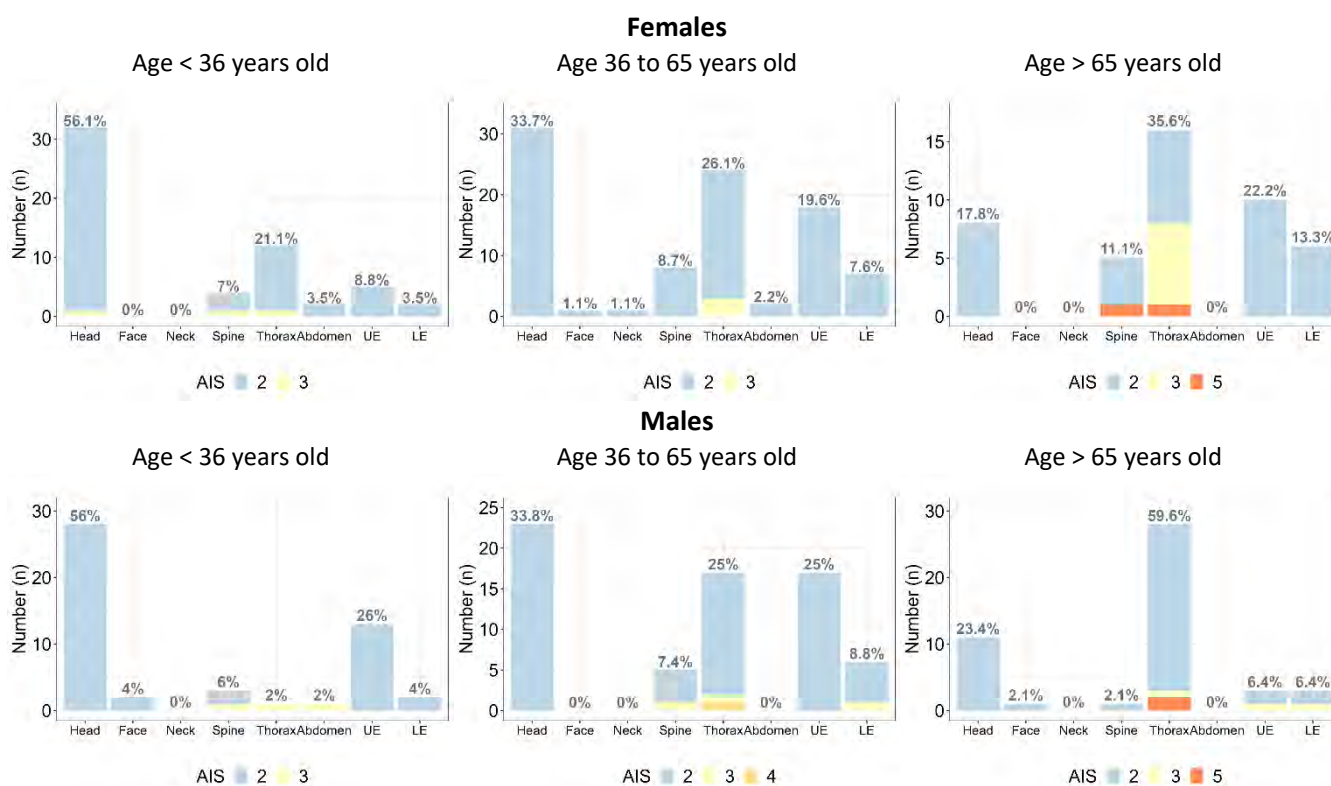 Females
Age < 36 years old
Age 36 to 65 years old
Age > 65 years old
Number (n)
30
20
10
0
56.1%
0%
0%
7%
21.1%
3.5%
8.8%
3.5%
Head Face Neck Spine Thorax Abdomen UE LE
AIS 2 3
Number (n)
30
20
10
0
33.7%
1.1%
1.1%
8.7%
26.1%
2.2%
19.6%
7.6%
Head Face Neck Spine Thorax Abdomen UE LE
AIS 2 3
Number (n)
15
10
5
0
17.8%
0%
0%
11.1%
35.6%
0%
22.2%
13.3%
Head Face Neck Spine Thorax Abdomen UE LE
AIS 2 3 5
Males
Age < 36 years old
Age 36 to 65 years old
Age > 65 years old
Number (n)
30
20
10
0
56%
4%
0%
6%
2%
2%
26%
4%
Head Face Neck Spine Thorax Abdomen UE LE
AIS 2 3
Number (n)
25
20
15
10
5
0
33.8%
0%
0%
7.4%
25%
0%
25%
8.8%
Head Face Neck Spine Thorax Abdomen UE LE
AIS 2 3 4
Number (n)
30
20
10
0
23.4%
2.1%
0%
2.1%
59.6%
0%
6.4%
6.4%
Head Face Neck Spine Thorax Abdomen UE LE
AIS 2 3 5